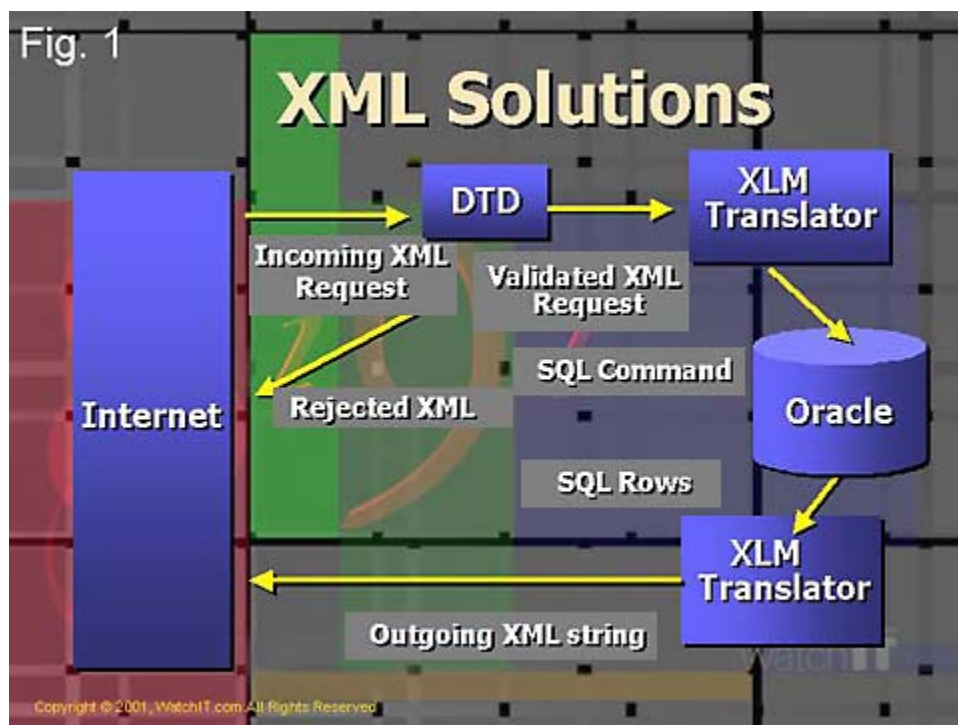 Fig. 1
XML Solutions
DTD
XLM
Translator
Incoming XML
Request
Validated XML
Request
SQL Command
Rejected XML
Internet
Oracle
SQL Rows
XLM
Translator
Outgoing XML string
WatchIT
Copyright © 2001, WatchIT.com All Rights Reserved